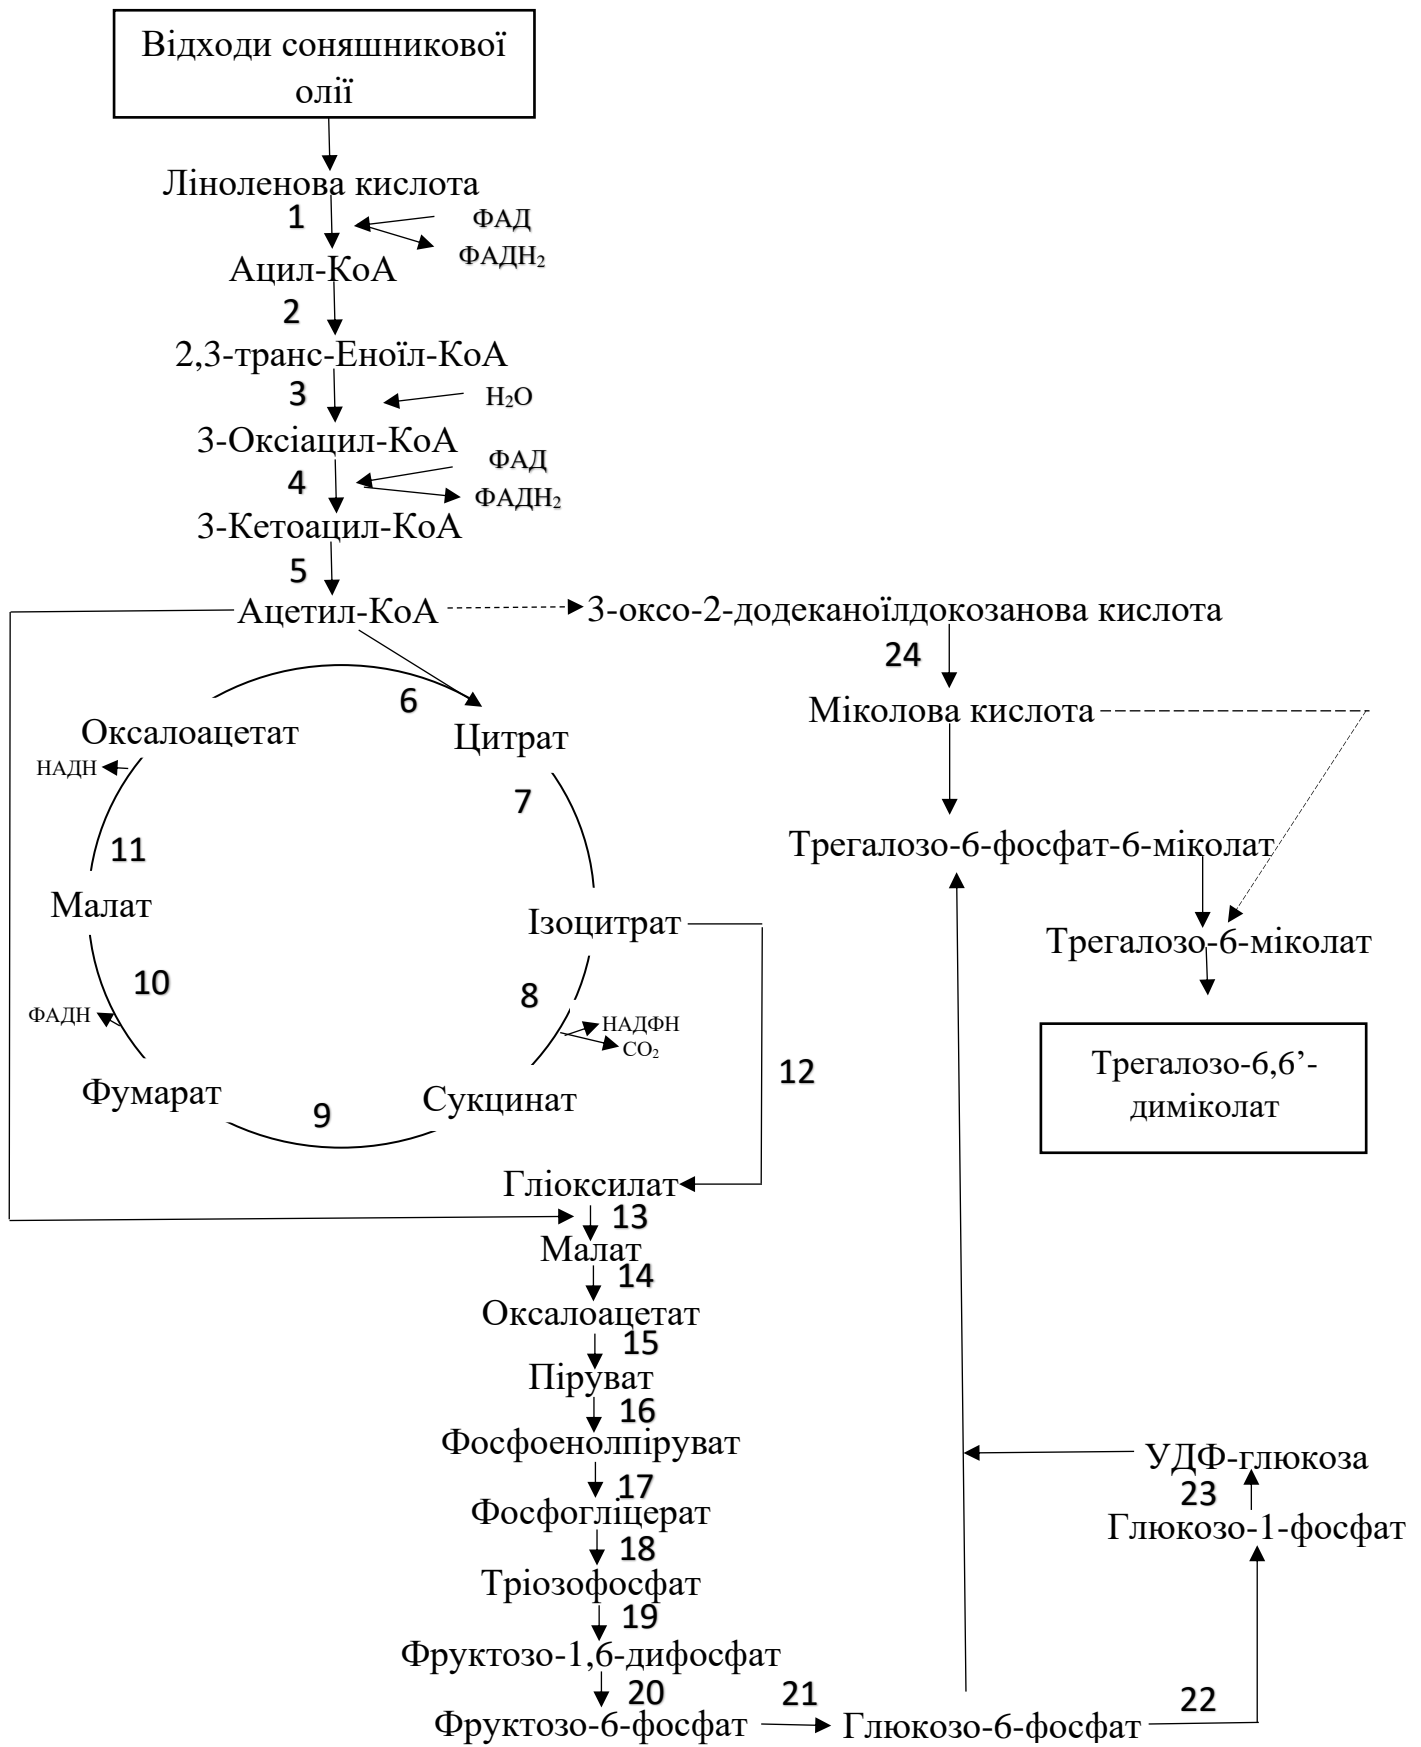 Відходи соняшникової
олії
Ліноленова кислота
1
ФАД
ФАДН₂
Ацил-КоА
2
2,3-транс-Еноїл-КоА
3
Н₂О
3-Оксіацил-КоА
4
ФАД
ФАДН₂
3-Кетоацил-КоА
5
Ацетил-КоА
3-оксо-2-додеканоїлдокозанова кислота
24
6
Міколова кислота
Оксалоацетат
Цитрат
НАДН
7
11
Трегалозо-6-фосфат-6-міколат
Малат
Ізоцитрат
Трегалозо-6-міколат
10
8
ФАДН
НАДФН
СО₂
12
Трегалозо-6,6’-
диміколат
Фумарат
9
Сукцинат
Гліоксилат
13
Малат
14
Оксалоацетат
15
Піруват
16
Фосфоенолпіруват
УДФ-глюкоза
17
23
Фосфогліцерат
Глюкозо-1-фосфат
18
Тріозофосфат
19
Фруктозо-1,6-дифосфат
20
21
22
Фруктозо-6-фосфат
Глюкозо-6-фосфат